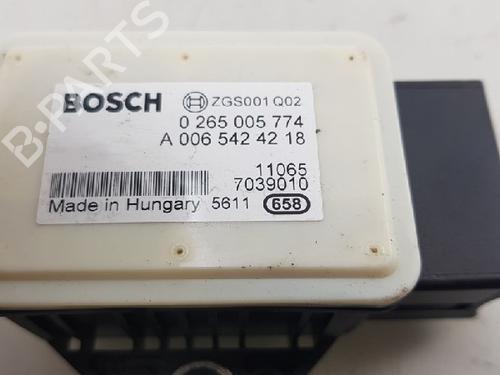 B-PARTS
BOSCH ZGS001Q02
0 265 005 774
A 006 542 42 18
11065
7039010
Made in Hungary 5611 658